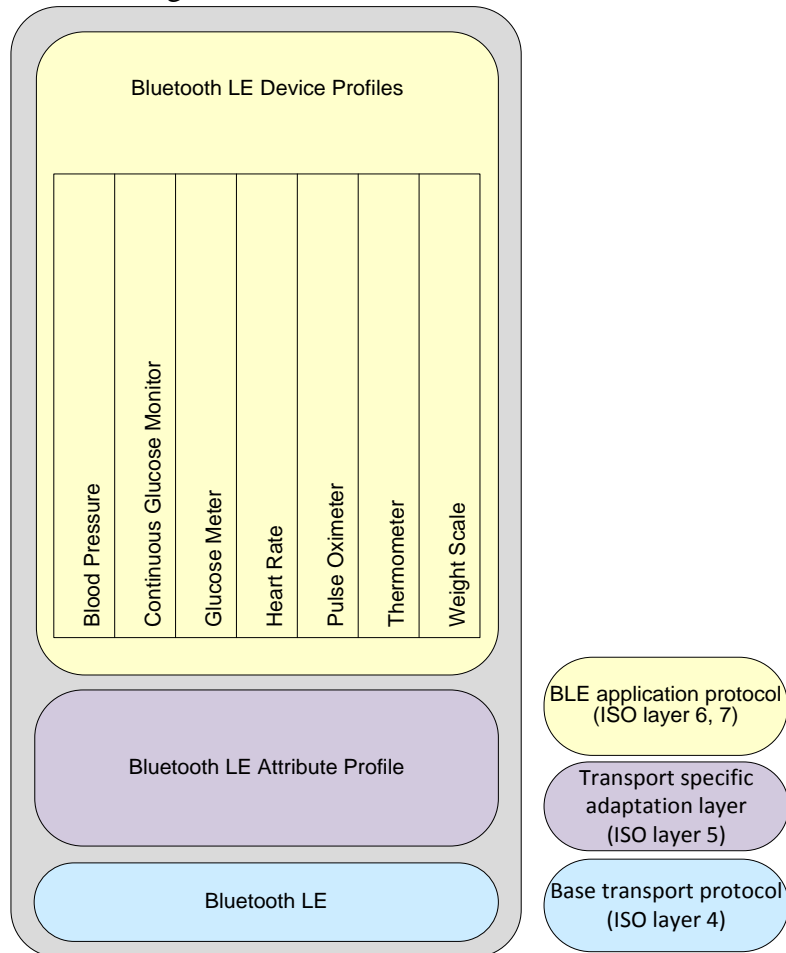 Bluetooth LE Device Profiles
Blood Pressure
Continuous Glucose Monitor
Glucose Meter
Heart Rate
Pulse Oximeter
Thermometer
Weight Scale
Bluetooth LE Attribute Profile
Bluetooth LE
BLE application protocol
(ISO layer 6, 7)
Transport specific
adaptation layer
(ISO layer 5)
Base transport protocol
(ISO layer 4)